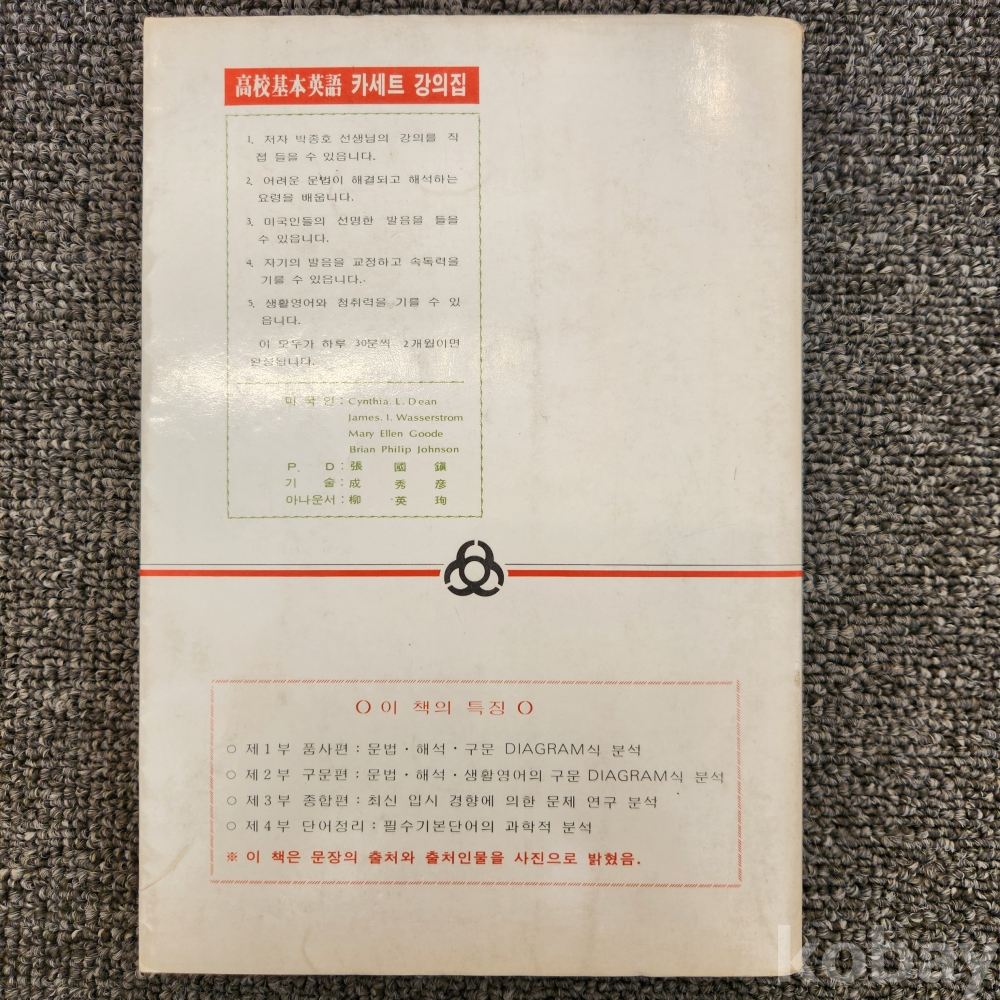 高校基本英語 카세트 강의집
1. 저자 박종호 선생님의 강의를 직
접 들을 수 있읍니다.
2. 어려운 문법이 해결되고 해석하는
요령을 배웁니다.
3. 미국인들의 선명한 발음을 들을
수 있읍니다.
4. 자기의 발음을 교정하고 속독력을
기를 수 있읍니다.
5. 생활영어와 청취력을 기를 수 있
읍니다.
이 모두가 하루 30분씩 2개월이면
완성됩니다.
미 국 인 : Cynthia. L. Dean
James. I. Wasserstrom
Mary Ellen Goode
Brian Philip Johnson
P. D : 張 國 鎭
기 술 : 成 秀 彦
아나운서 : 柳 英 珣
이 책의 특징
○ 제1부 품사편 : 문법·해석·구문 DIAGRAM식 분석
○ 제2부 구문편 : 문법·해석·생활영어의 구문 DIAGRAM식 분석
○ 제3부 종합편 : 최신 입시 경향에 의한 문제 연구 분석
○ 제4부 단어정리 : 필수기본단어의 과학적 분석
※ 이 책은 문장의 출처와 출처인물을 사진으로 밝혔음.
kobay